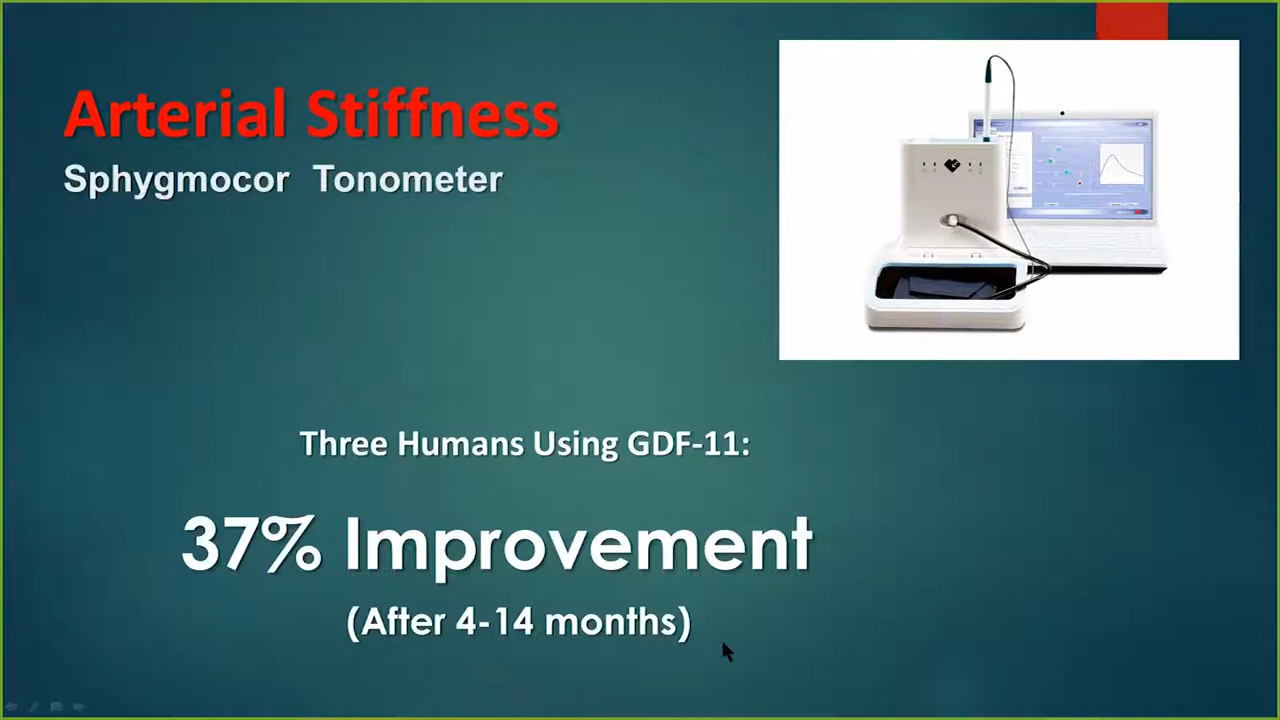 Arterial Stiffness
Sphygmocor Tonometer
Three Humans Using GDF-11:
37% Improvement
(After 4-14 months)